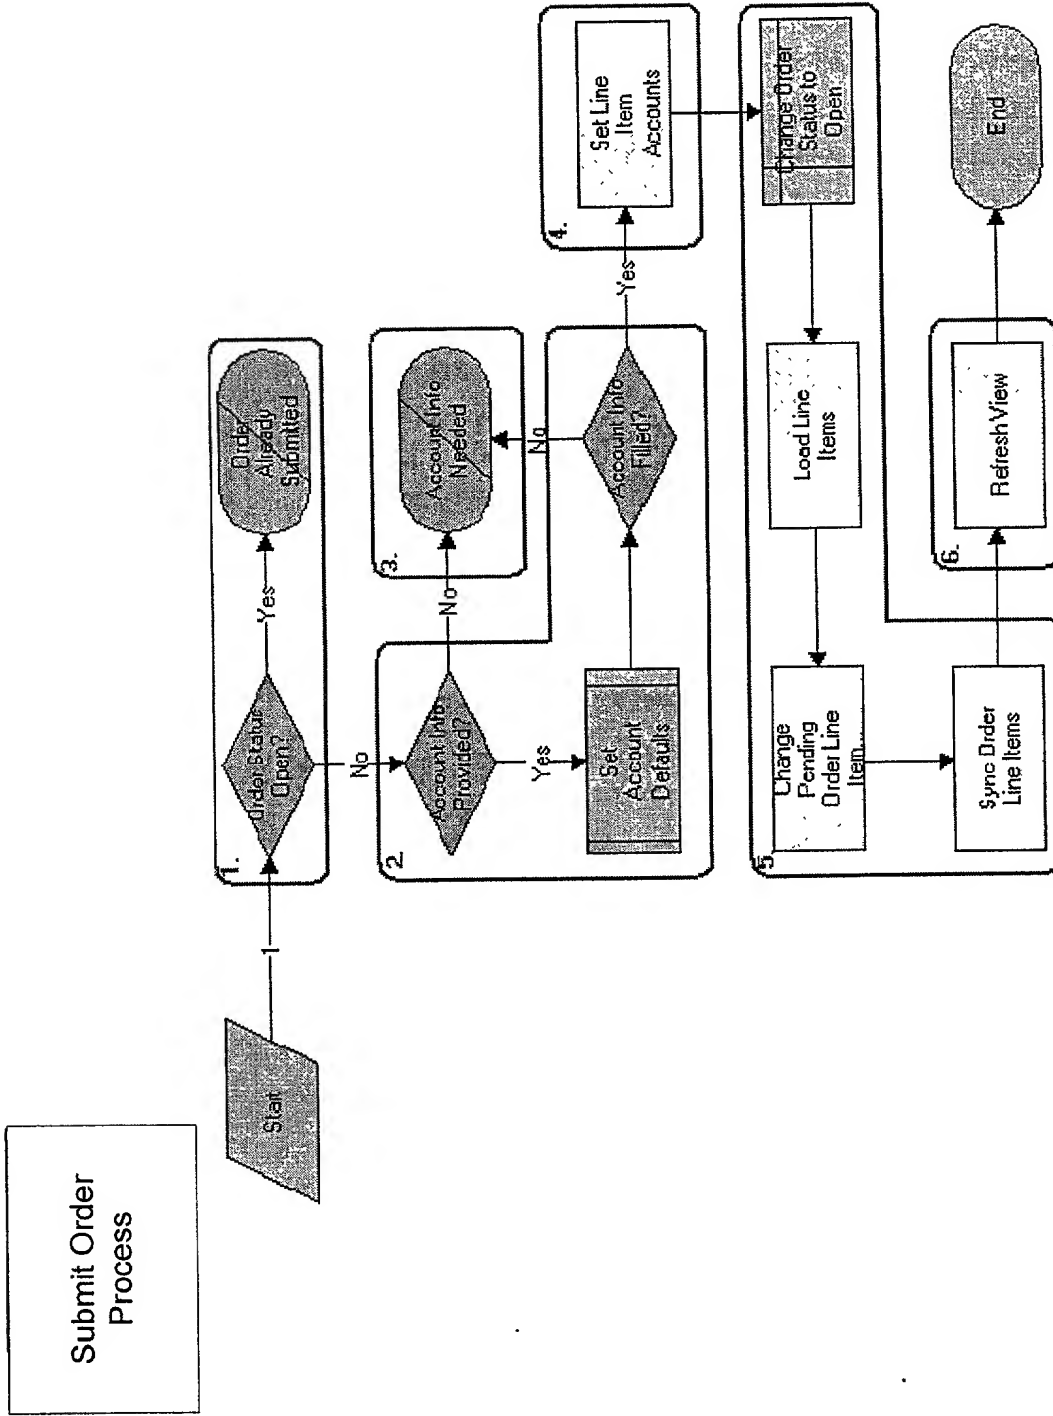 Submit Order
Process
Start
1
1.
Order Status
Open?
Yes
Order
Already
Submitted
No
2.
Account Info
Provided?
No
3.
Account Info
Needed
Yes
Set
Account
Defaults
Account Info
Filled?
No
Yes
4.
Set Line
Item
Accounts
5
Change Order
Status to
Open
Load Line
Items
Change
Pending
Order Line
Item...
Sync Order
Line Items
6.
Refresh View
End